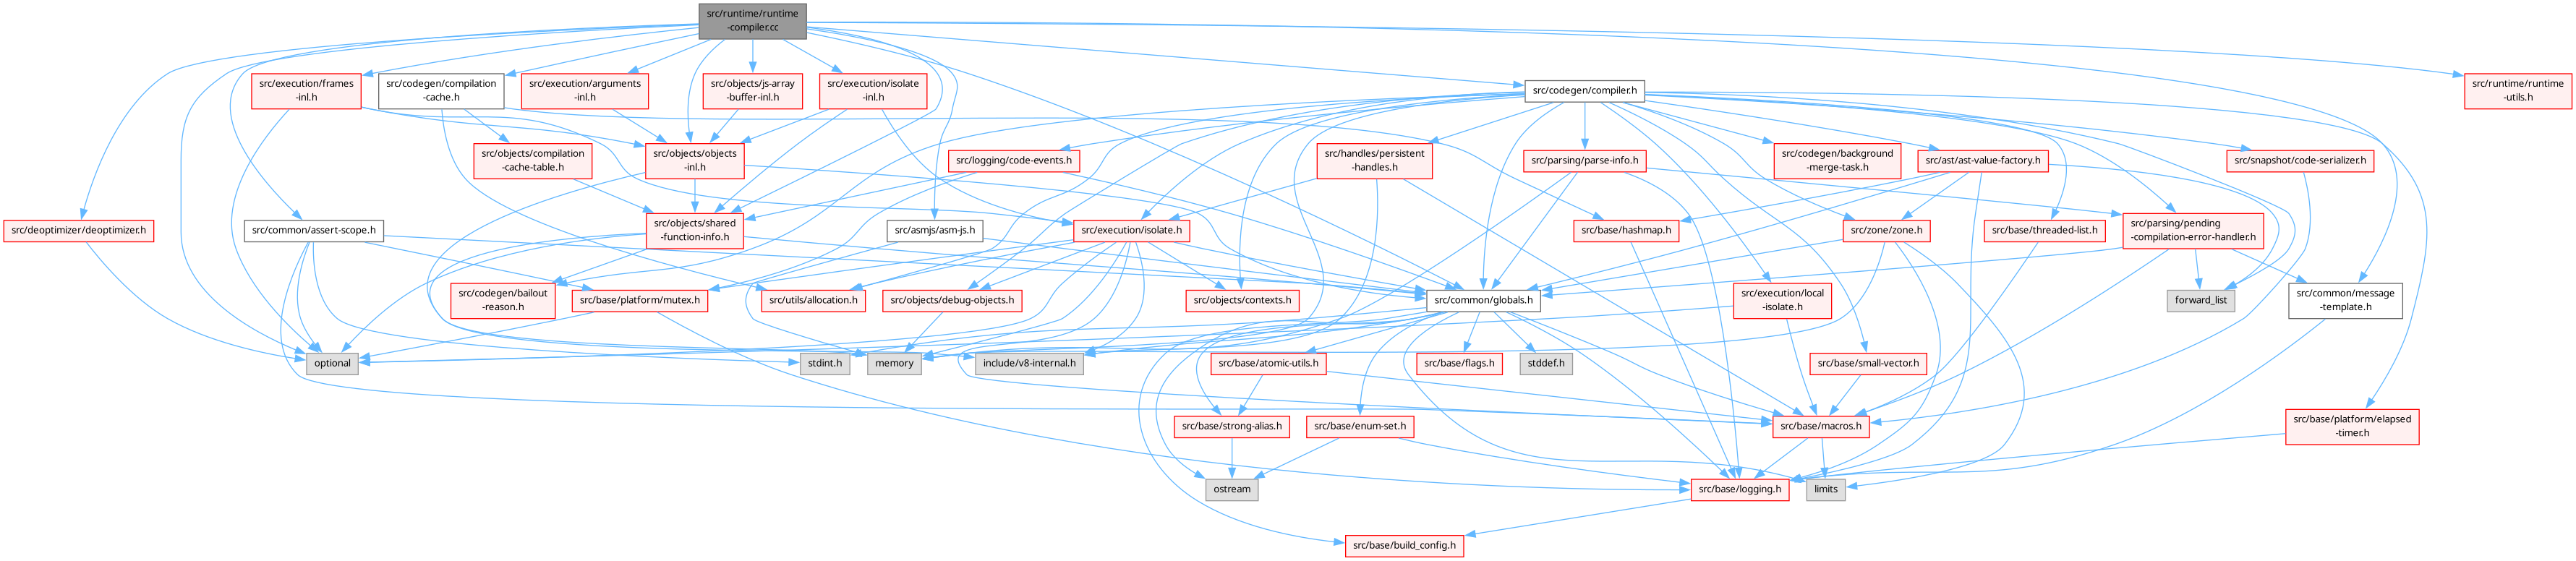 src/runtime/runtime
-compiler.cc
src/execution/frames
-inl.h
src/codegen/compilation
-cache.h
src/execution/arguments
-inl.h
src/objects/js-array
-buffer-inl.h
src/execution/isolate
-inl.h
src/codegen/compiler.h
src/runtime/runtime
-utils.h
src/objects/compilation
-cache-table.h
src/objects/objects
-inl.h
src/logging/code-events.h
src/handles/persistent
-handles.h
src/parsing/parse-info.h
src/codegen/background
-merge-task.h
src/ast/ast-value-factory.h
src/snapshot/code-serializer.h
src/deoptimizer/deoptimizer.h
src/common/assert-scope.h
src/objects/shared
-function-info.h
src/asmjs/asm-js.h
src/execution/isolate.h
src/base/hashmap.h
src/zone/zone.h
src/base/threaded-list.h
src/parsing/pending
-compilation-error-handler.h
src/codegen/bailout
-reason.h
src/base/platform/mutex.h
src/utils/allocation.h
src/objects/debug-objects.h
src/objects/contexts.h
src/common/globals.h
src/execution/local
-isolate.h
forward_list
src/common/message
-template.h
optional
stdint.h
memory
include/v8-internal.h
src/base/atomic-utils.h
src/base/flags.h
stddef.h
src/base/small-vector.h
src/base/strong-alias.h
src/base/enum-set.h
src/base/macros.h
src/base/platform/elapsed
-timer.h
ostream
src/base/logging.h
limits
src/base/build_config.h